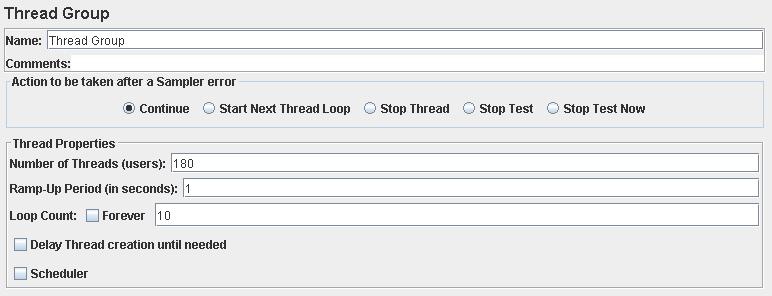 Thread Group
Name: Thread Group
Comments:
Action to be taken after a Sampler error
Continue Start Next Thread Loop Stop Thread Stop Test Stop Test Now
Thread Properties
Number of Threads (users): 180
Ramp-Up Period (in seconds): 1
Loop Count: Forever 10
Delay Thread creation until needed
Scheduler